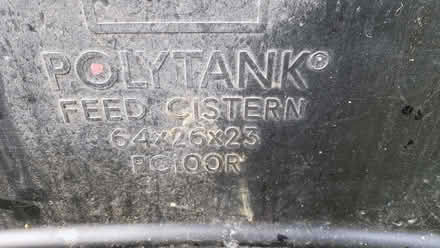 POLYTANK®
FEED CISTERN
64x26x23
PC100R